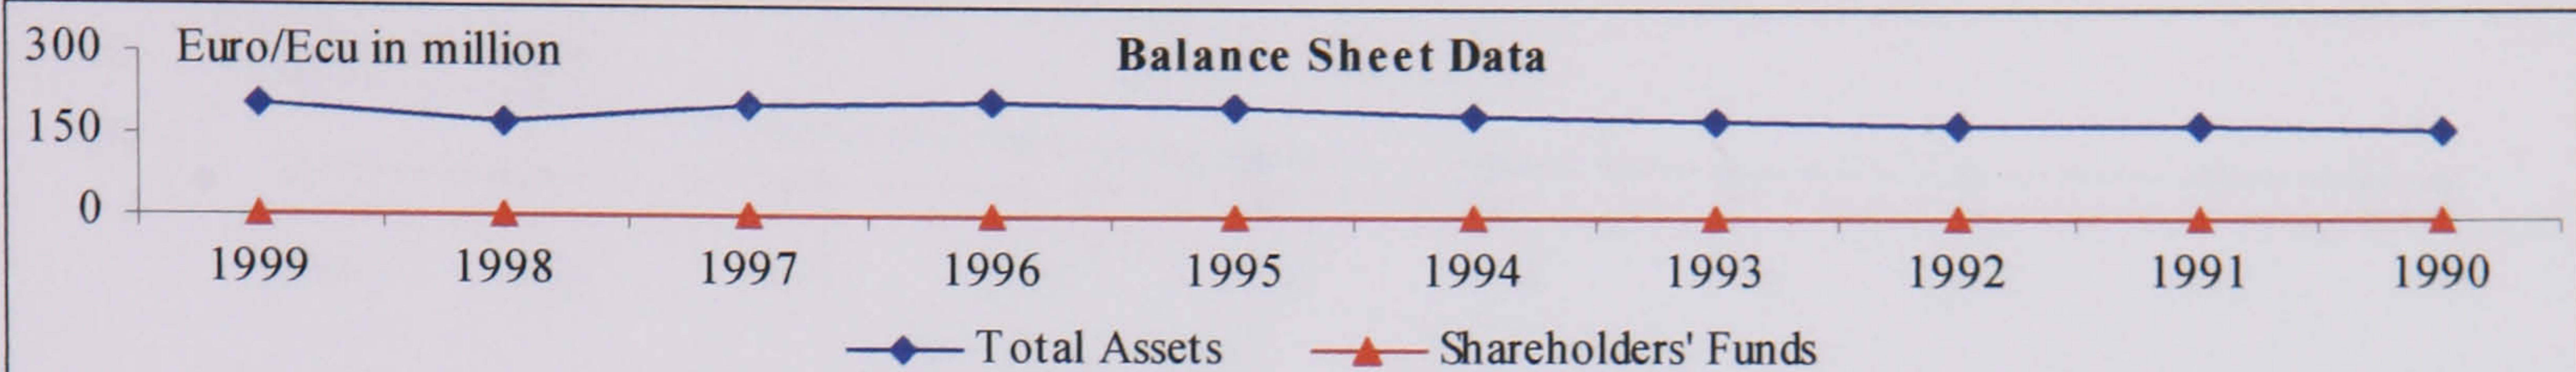 Balance Sheet Data
Euro/Ecu in million
300
150
0
1999 1998 1997 1996 1995 1994 1993 1992 1991 1990
Total Assets Shareholders' Funds